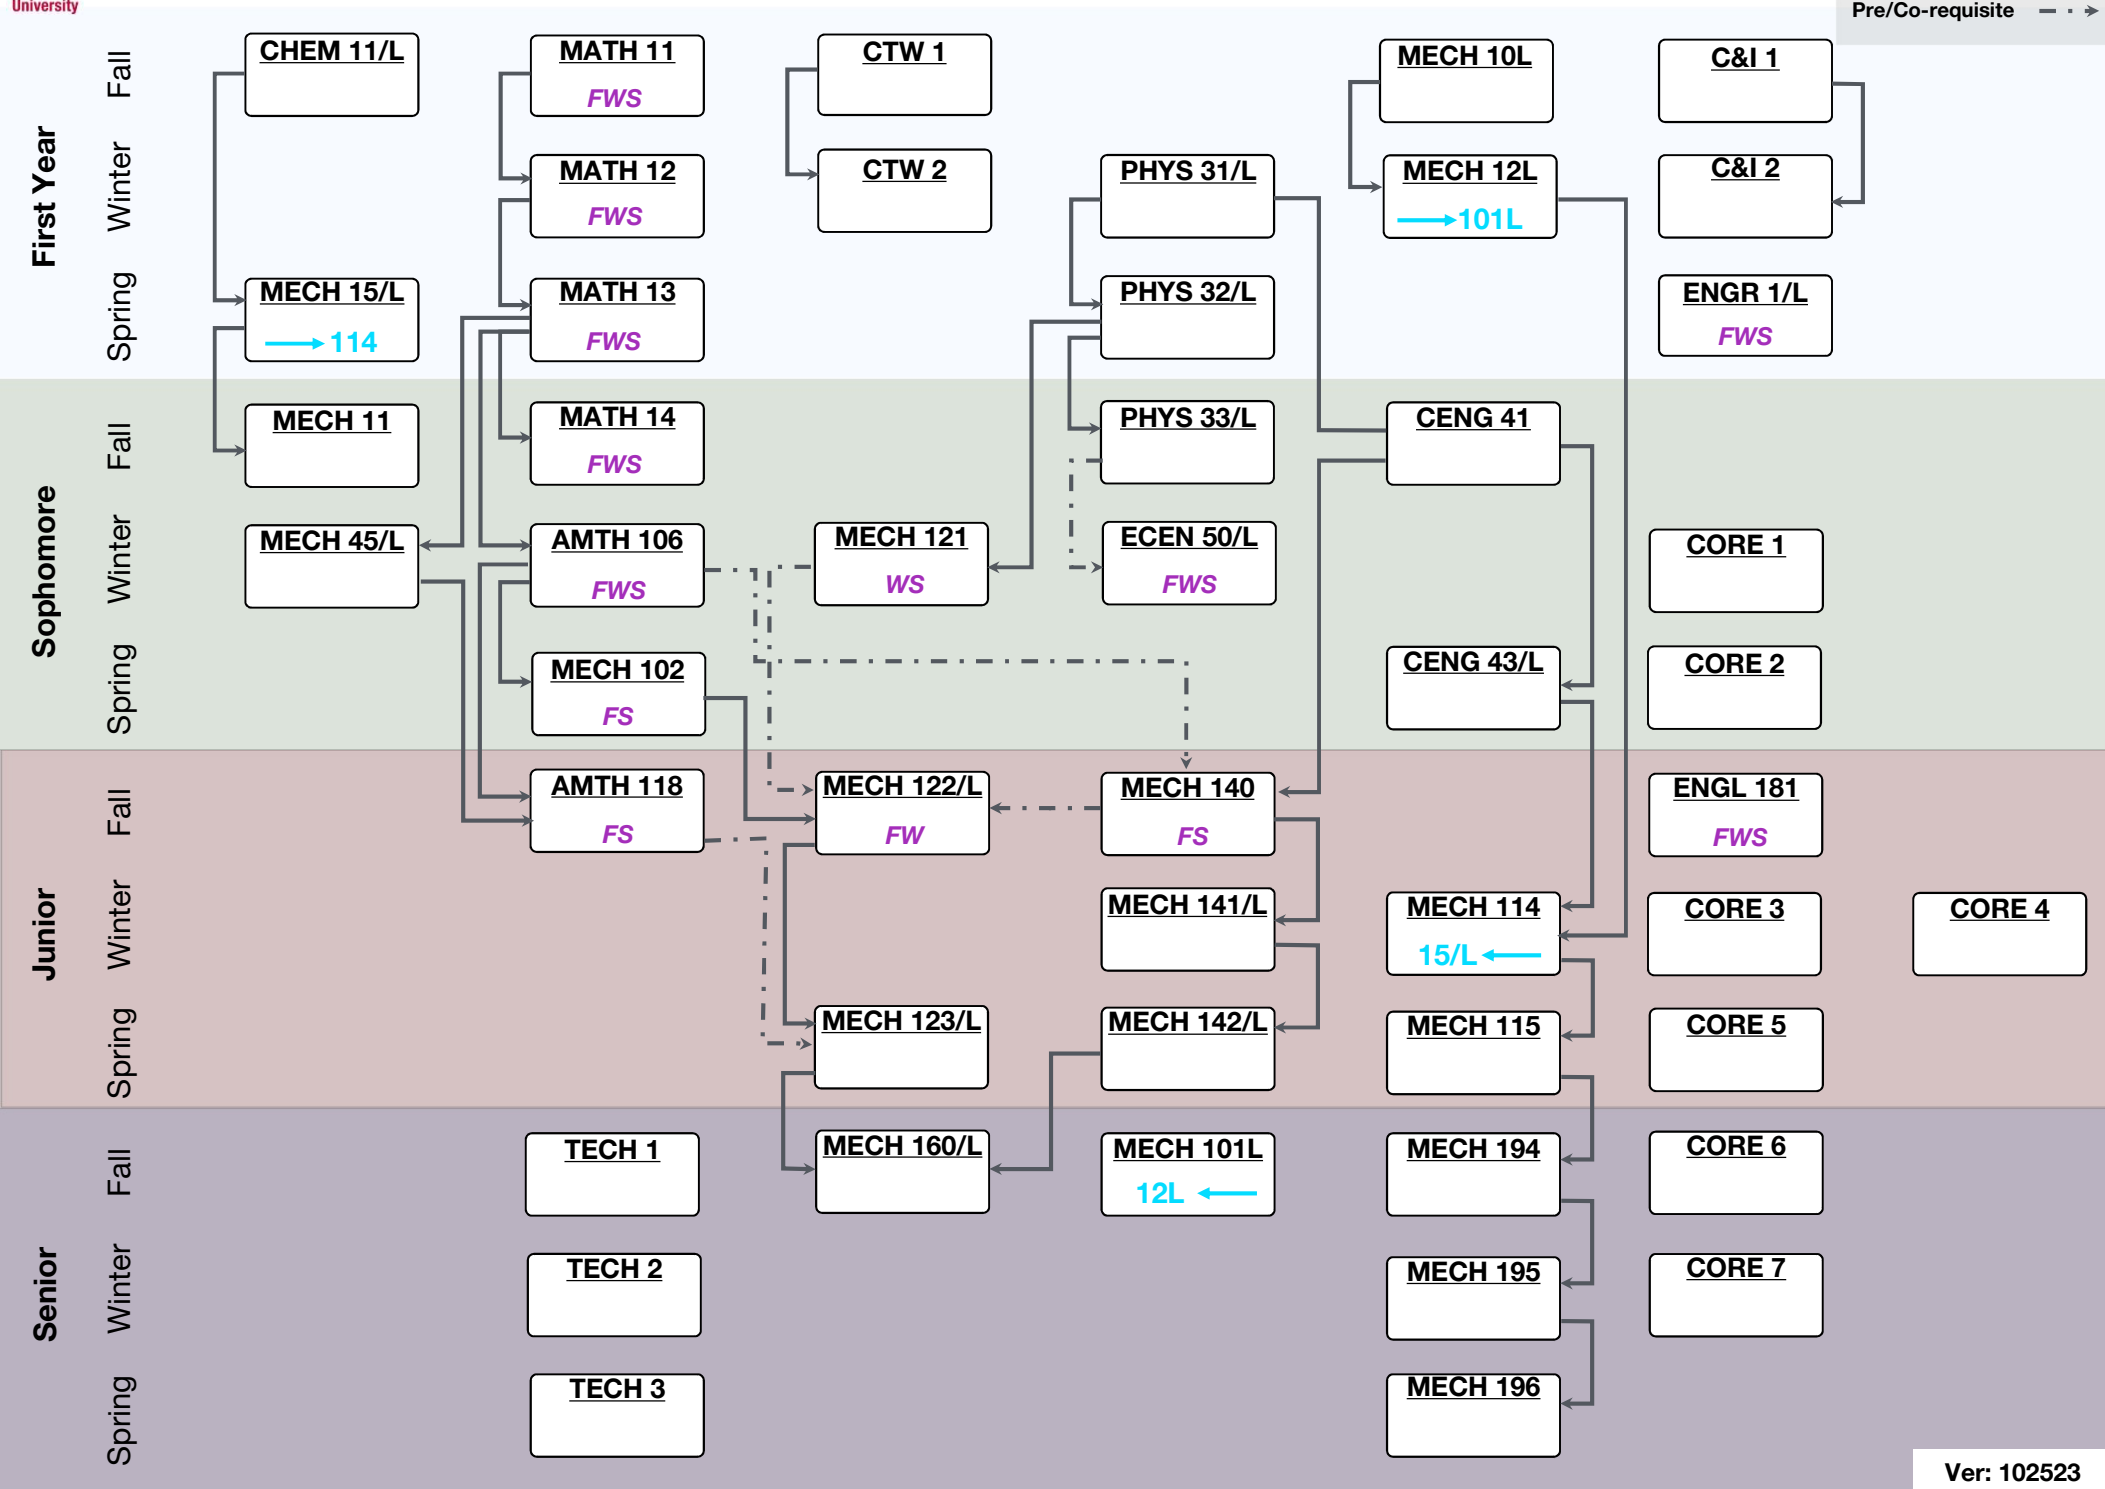 University
Pre/Co-requisite
First Year
Fall
CHEM 11/L
MATH 11
FWS
CTW 1
MECH 10L
C&I 1
Winter
MATH 12
FWS
CTW 2
PHYS 31/L
MECH 12L
101L
C&I 2
Spring
MECH 15/L
114
MATH 13
FWS
PHYS 32/L
ENGR 1/L
FWS
Sophomore
Fall
MECH 11
MATH 14
FWS
PHYS 33/L
CENG 41
Winter
MECH 45/L
AMTH 106
FWS
MECH 121
WS
ECEN 50/L
FWS
CORE 1
Spring
MECH 102
FS
CENG 43/L
CORE 2
Junior
Fall
AMTH 118
FS
MECH 122/L
FW
MECH 140
FS
ENGL 181
FWS
Winter
MECH 141/L
MECH 114
15/L
CORE 3
CORE 4
Spring
MECH 123/L
MECH 142/L
MECH 115
CORE 5
Senior
Fall
TECH 1
MECH 160/L
MECH 101L
12L
MECH 194
CORE 6
Winter
TECH 2
MECH 195
CORE 7
Spring
TECH 3
MECH 196
Ver: 102523